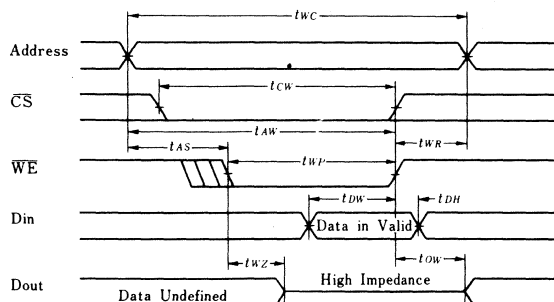 tWC
Address
tCW
CS
tAW
tAS
tWR
WE
tWP
tDW
tDH
Din
Data in Valid
tWZ
tOW
Dout
High Impedance
Data Undefined